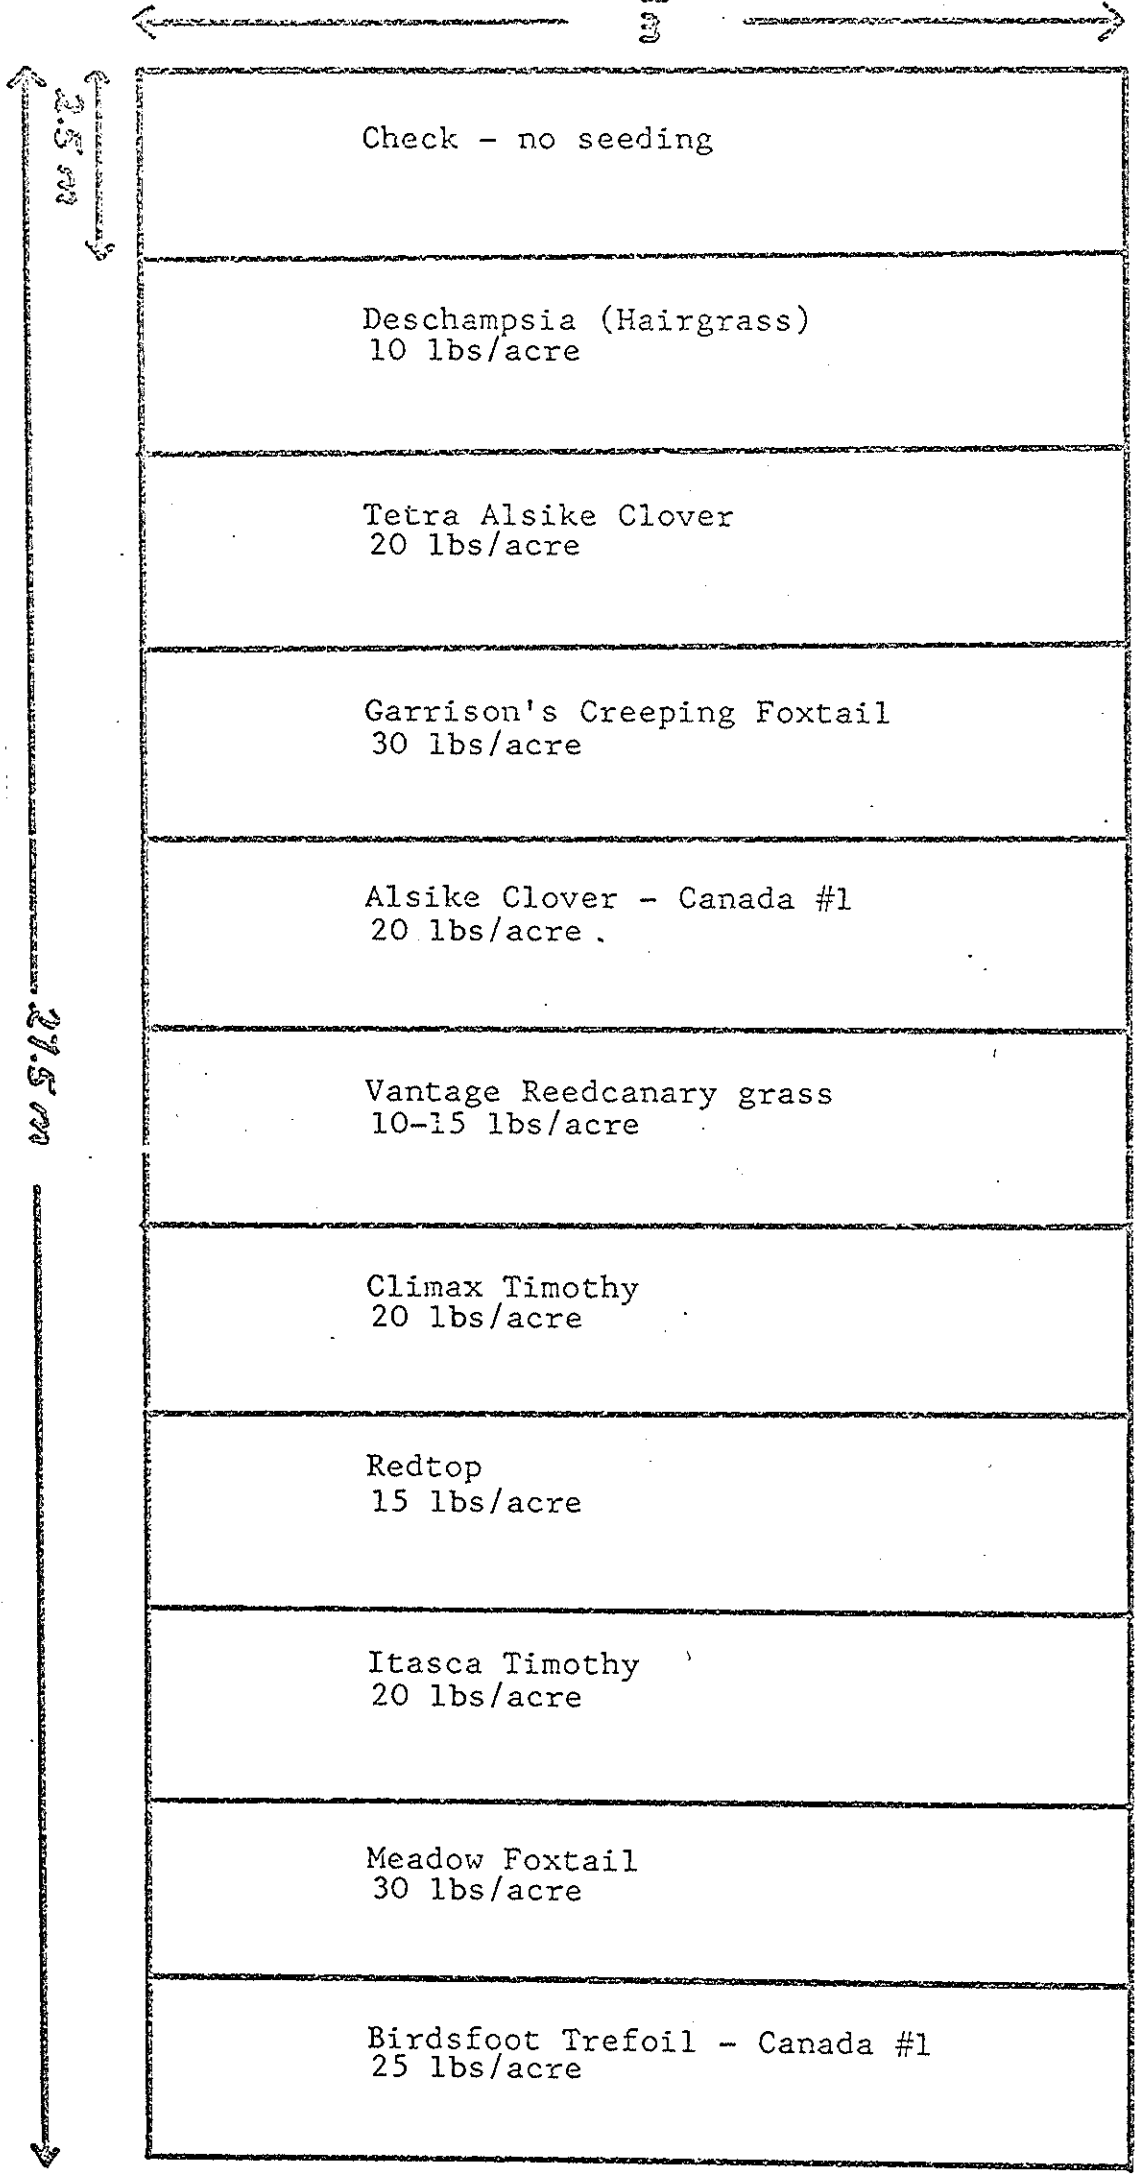 m
2.5 m
Check - no seeding
Deschampsia (Hairgrass)
10 lbs/acre
Tetra Alsike Clover
20 lbs/acre
Garrison's Creeping Foxtail
30 lbs/acre
Alsike Clover - Canada #1
20 lbs/acre
27.5 m
Vantage Reedcanary grass
10-15 lbs/acre
Climax Timothy
20 lbs/acre
Redtop
15 lbs/acre
Itasca Timothy
20 lbs/acre
Meadow Foxtail
30 lbs/acre
Birdsfoot Trefoil - Canada #1
25 lbs/acre